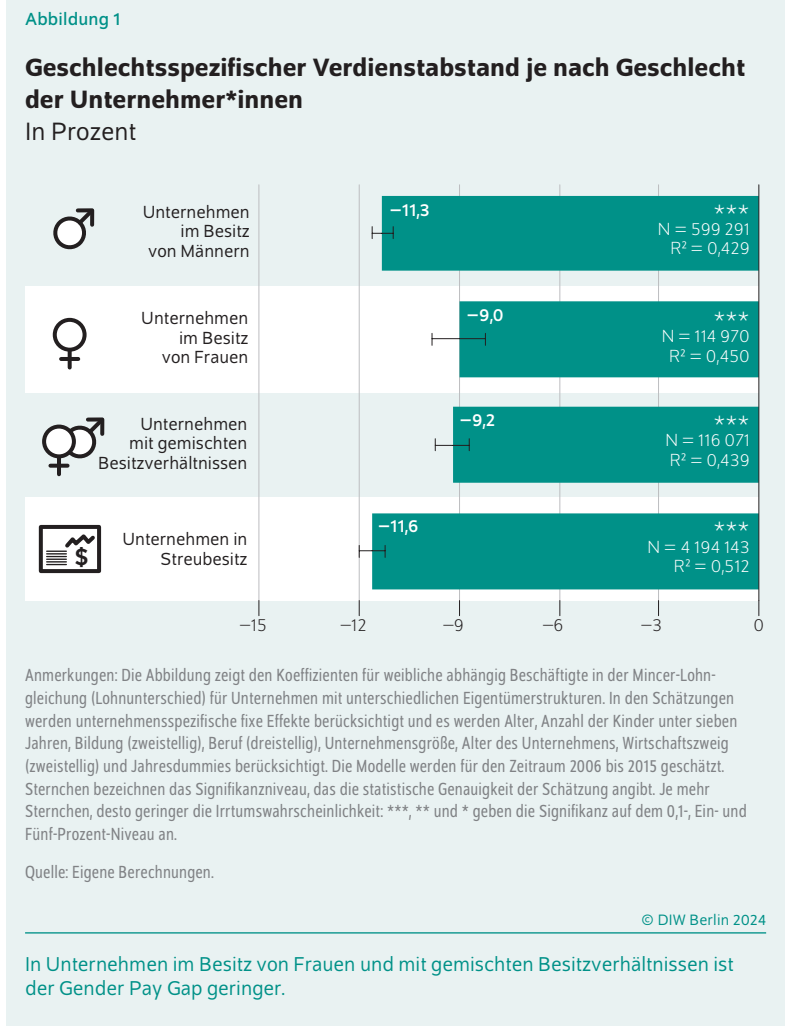 Abbildung 1
Geschlechtsspezifischer Verdienstabstand je nach Geschlecht
der Unternehmer*innen
In Prozent
Unternehmen
im Besitz
von Männern
−11,3
***
N = 599 291
R² = 0,429
Unternehmen
im Besitz
von Frauen
−9,0
***
N = 114 970
R² = 0,450
Unternehmen
mit gemischten
Besitzverhältnissen
−9,2
***
N = 116 071
R² = 0,439
$
Unternehmen in
Streubesitz
−11,6
***
N = 4 194 143
R² = 0,512
−15 −12 −9 −6 −3 0
Anmerkungen: Die Abbildung zeigt den Koeffizienten für weibliche abhängig Beschäftigte in der Mincer-Lohn-
gleichung (Lohnunterschied) für Unternehmen mit unterschiedlichen Eigentümerstrukturen. In den Schätzungen
werden unternehmensspezifische fixe Effekte berücksichtigt und es werden Alter, Anzahl der Kinder unter sieben
Jahren, Bildung (zweistellig), Beruf (dreistellig), Unternehmensgröße, Alter des Unternehmens, Wirtschaftszweig
(zweistellig) und Jahresdummies berücksichtigt. Die Modelle werden für den Zeitraum 2006 bis 2015 geschätzt.
Sternchen bezeichnen das Signifikanzniveau, das die statistische Genauigkeit der Schätzung angibt. Je mehr
Sternchen, desto geringer die Irrtumswahrscheinlichkeit: ***, ** und * geben die Signifikanz auf dem 0,1-, Ein- und
Fünf-Prozent-Niveau an.
Quelle: Eigene Berechnungen.
© DIW Berlin 2024
In Unternehmen im Besitz von Frauen und mit gemischten Besitzverhältnissen ist
der Gender Pay Gap geringer.